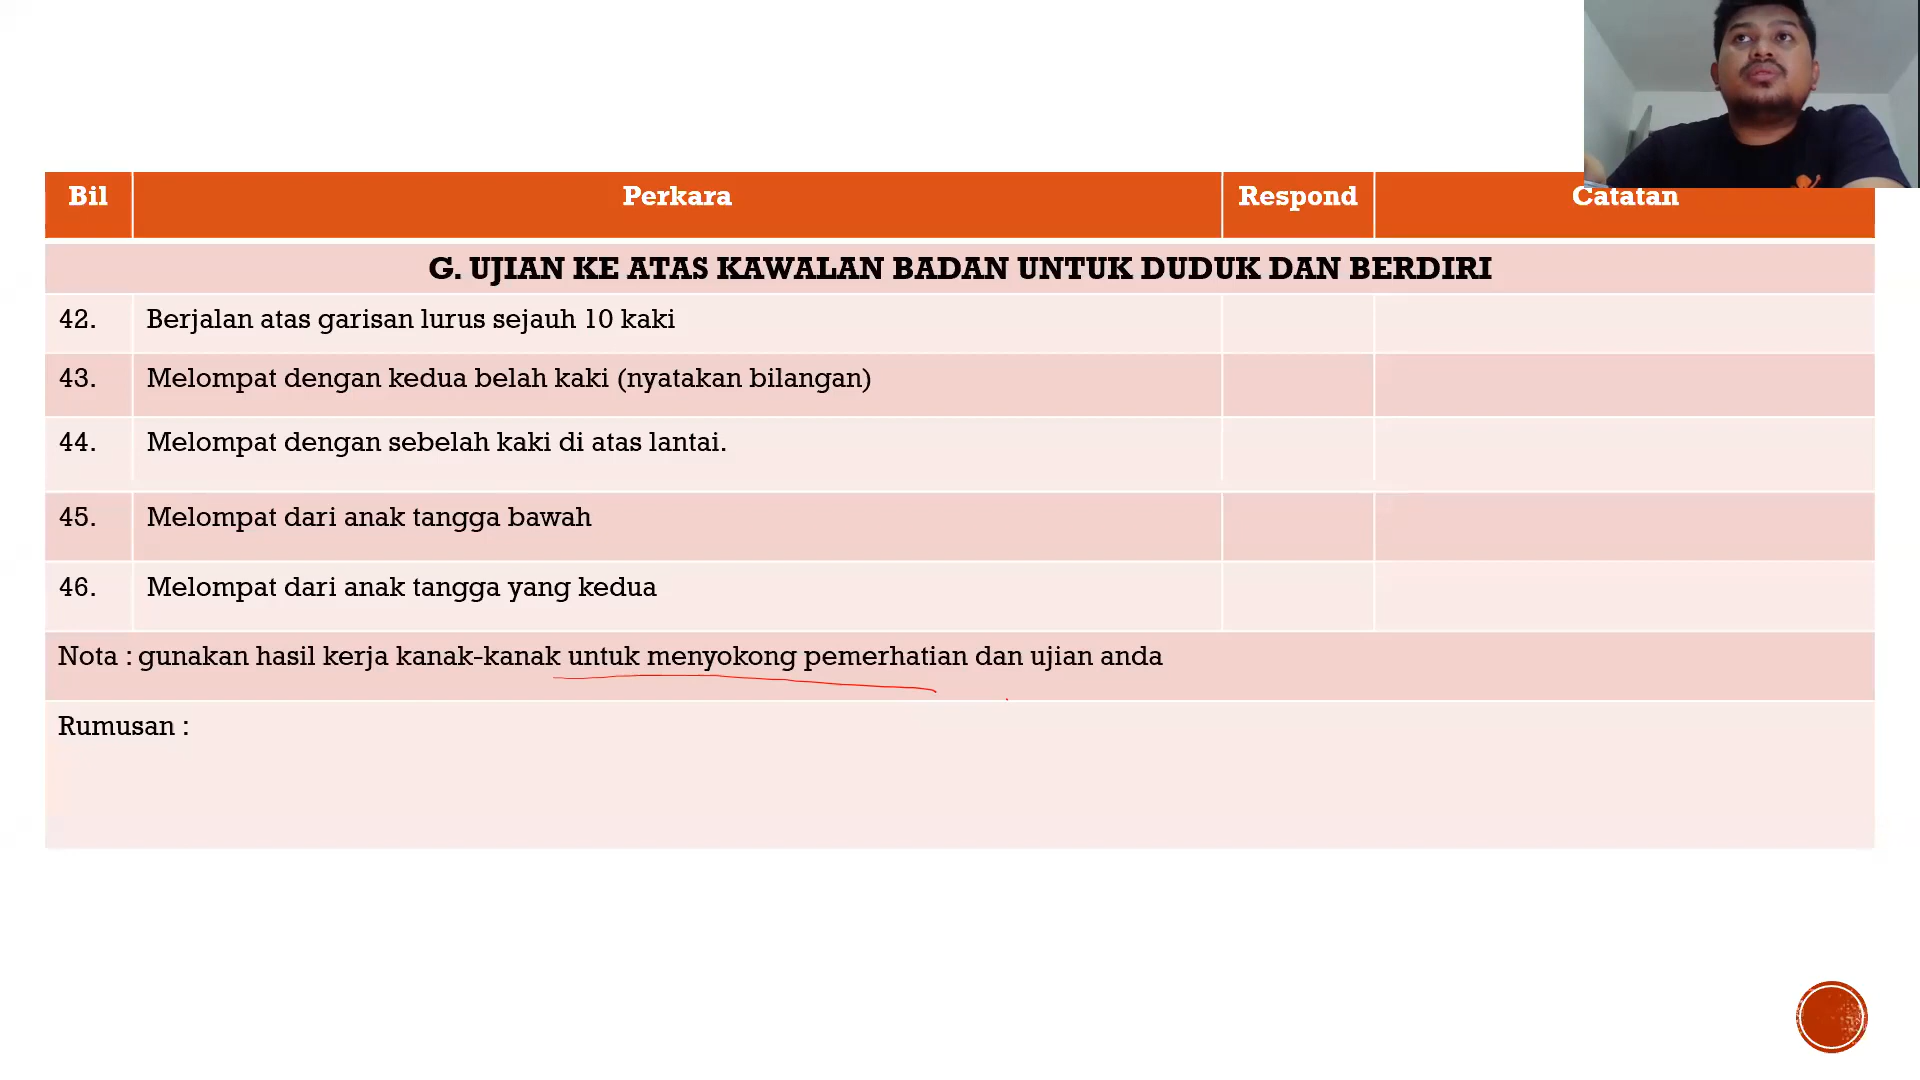 Bil Perkara Respond Catatan
G. UJIAN KE ATAS KAWALAN BADAN UNTUK DUDUK DAN BERDIRI
42. Berjalan atas garisan lurus sejauh 10 kaki
43. Melompat dengan kedua belah kaki (nyatakan bilangan)
44. Melompat dengan sebelah kaki di atas lantai.
45. Melompat dari anak tangga bawah
46. Melompat dari anak tangga yang kedua
Nota : gunakan hasil kerja kanak-kanak untuk menyokong pemerhatian dan ujian anda
Rumusan :